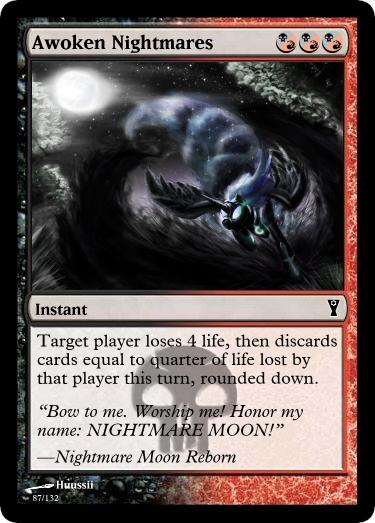 Awoken Nightmares
Instant
Target player loses 4 life, then discards
cards equal to quarter of life lost by
that player this turn, rounded down.
“Bow to me. Worship me! Honor my
name: NIGHTMARE MOON!”
—Nightmare Moon Reborn
Huussii
87/132